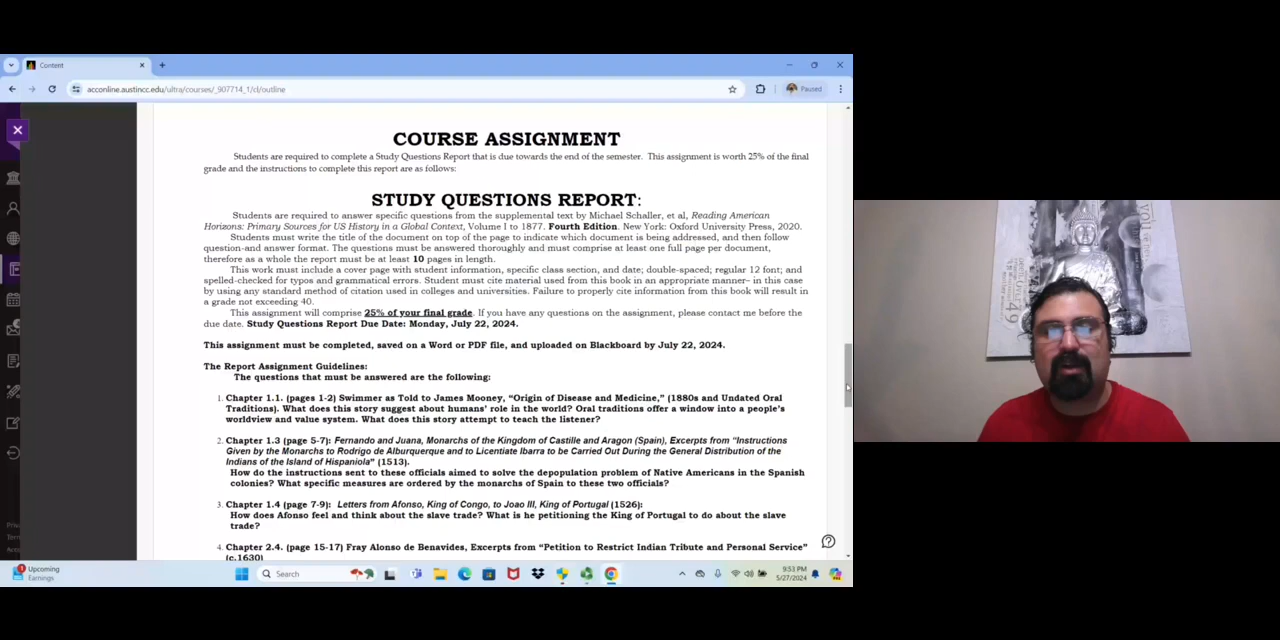 Content
acconline.austincc.edu/ultra/courses/_907714_1/cl/outline
Paused
COURSE ASSIGNMENT
Students are required to complete a Study Questions Report that is due towards the end of the semester. This assignment is worth 25% of the final
grade and the instructions to complete this report are as follows:
STUDY QUESTIONS REPORT:
Students are required to answer specific questions from the supplemental text by Michael Schaller, et al, Reading American
Horizons: Primary Sources for US History in a Global Context, Volume I to 1877. Fourth Edition. New York: Oxford University Press, 2020.
Students must write the title of the document on top of the page to indicate which document is being addressed, and then follow
question-and answer format. The questions must be answered thoroughly and must comprise at least one full page per document,
therefore as a whole the report must be at least 10 pages in length.
This work must include a cover page with student information, specific class section, and date; double-spaced; regular 12 font; and
spelled-checked for typos and grammatical errors. Student must cite material used from this book in an appropriate manner– in this case
by using any standard method of citation used in colleges and universities. Failure to properly cite information from this book will result in
a grade not exceeding 40.
This assignment will comprise 25% of your final grade. If you have any questions on the assignment, please contact me before the
due date. Study Questions Report Due Date: Monday, July 22, 2024.
This assignment must be completed, saved on a Word or PDF file, and uploaded on Blackboard by July 22, 2024.
The Report Assignment Guidelines:
The questions that must be answered are the following:
1. Chapter 1.1. (pages 1-2) Swimmer as Told to James Mooney, “Origin of Disease and Medicine,” (1880s and Undated Oral
Traditions). What does this story suggest about humans’ role in the world? Oral traditions offer a window into a people’s
worldview and value system. What does this story attempt to teach the listener?
2. Chapter 1.3 (page 5-7): Fernando and Juana, Monarchs of the Kingdom of Castille and Aragon (Spain), Excerpts from “Instructions
Given by the Monarchs to Rodrigo de Alburquerque and to Licentiate Ibarra to be Carried Out During the General Distribution of the
Indians of the Island of Hispaniola” (1513).
How do the instructions sent to these officials aimed to solve the depopulation problem of Native Americans in the Spanish
colonies? What specific measures are ordered by the monarchs of Spain to these two officials?
3. Chapter 1.4 (page 7-9): Letters from Afonso, King of Congo, to Joao III, King of Portugal (1526):
How does Afonso feel and think about the slave trade? What is he petitioning the King of Portugal to do about the slave
trade?
4. Chapter 2.4. (page 15-17) Fray Alonso de Benavides, Excerpts from “Petition to Restrict Indian Tribute and Personal Service”
(c.1630)
Priv
Term
Acc
1
Upcoming
Earnings
Search
9:53 PM
5/27/2024